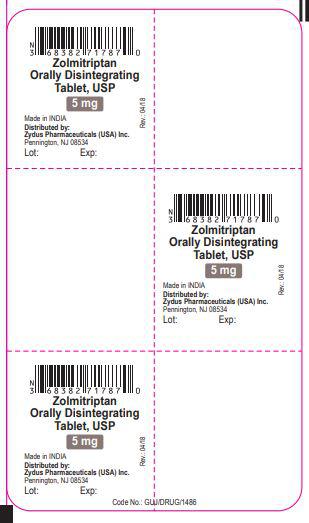 N
3 68382 71787 0
Zolmitriptan
Orally Disintegrating
Tablet, USP
5 mg
Made in INDIA
Distributed by:
Zydus Pharmaceuticals (USA) Inc.
Pennington, NJ 08534
Lot: Exp:
Rev.: 04/18
N
3 68382 71787 0
Zolmitriptan
Orally Disintegrating
Tablet, USP
5 mg
Made in INDIA
Distributed by:
Zydus Pharmaceuticals (USA) Inc.
Pennington, NJ 08534
Lot: Exp:
Rev.: 04/18
N
3 68382 71787 0
Zolmitriptan
Orally Disintegrating
Tablet, USP
5 mg
Made in INDIA
Distributed by:
Zydus Pharmaceuticals (USA) Inc.
Pennington, NJ 08534
Lot: Exp:
Rev.: 04/18
Code No.: GUJ/DRUG/1486